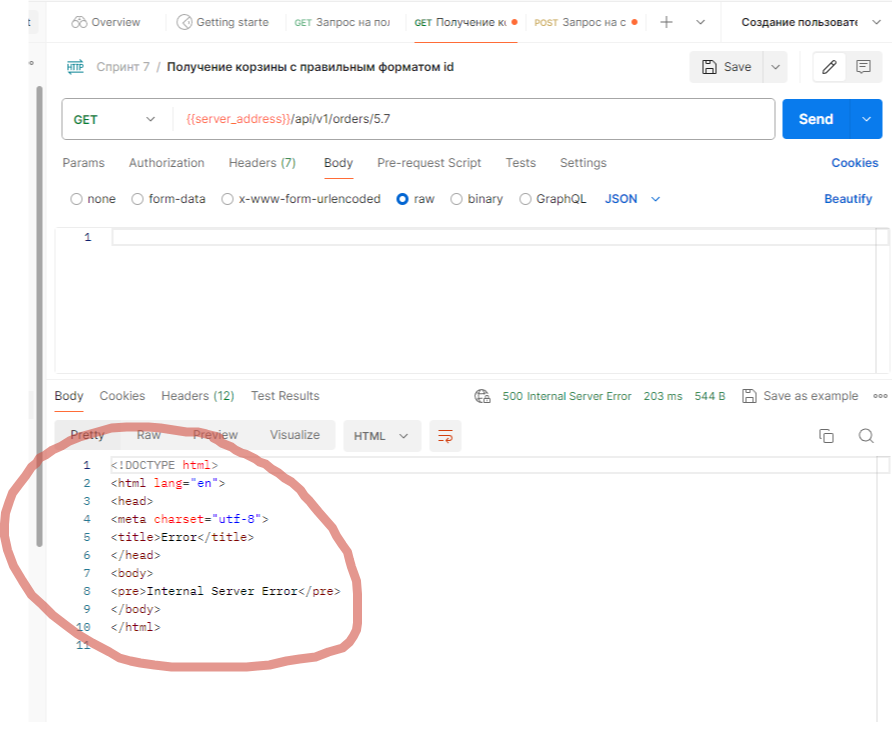 t Overview Getting starte GET Запрос на пол GET Получение ко POST Запрос на с + Создание пользовате
HTTP Спринт 7 / Получение корзины с правильным форматом id Save
GET {{server_address}}/api/v1/orders/5.7 Send
Params Authorization Headers (7) Body Pre-request Script Tests Settings Cookies
none form-data x-www-form-urlencoded raw binary GraphQL JSON Beautify
1
Body Cookies Headers (12) Test Results 500 Internal Server Error 203 ms 544 B Save as example
Pretty Raw Preview Visualize HTML
1 <!DOCTYPE html>
2 <html lang="en">
3 <head>
4 <meta charset="utf-8">
5 <title>Error</title>
6 </head>
7 <body>
8 <pre>Internal Server Error</pre>
9 </body>
10 </html>
11